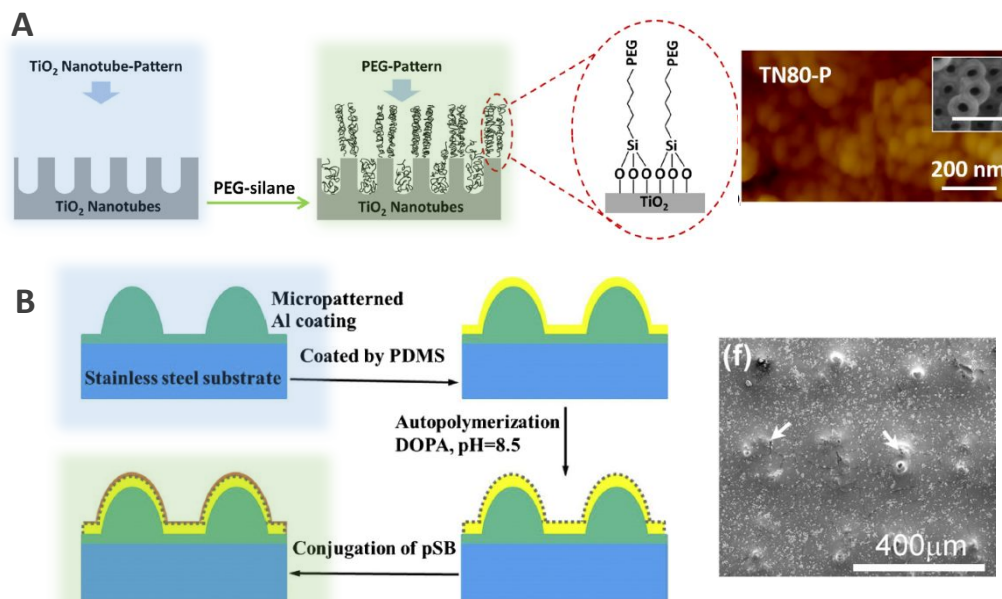 A
TiO₂ Nanotube-Pattern
TiO₂ Nanotubes
PEG-silane
PEG-Pattern
TiO₂ Nanotubes
PEG PEG
Si Si
O O O O O O
TiO₂
TN80-P
200 nm
B
Micropatterned
Al coating
Coated by PDMS
Stainless steel substrate
Autopolymerization
DOPA, pH=8.5
Conjugation of pSB
(f)
400μm